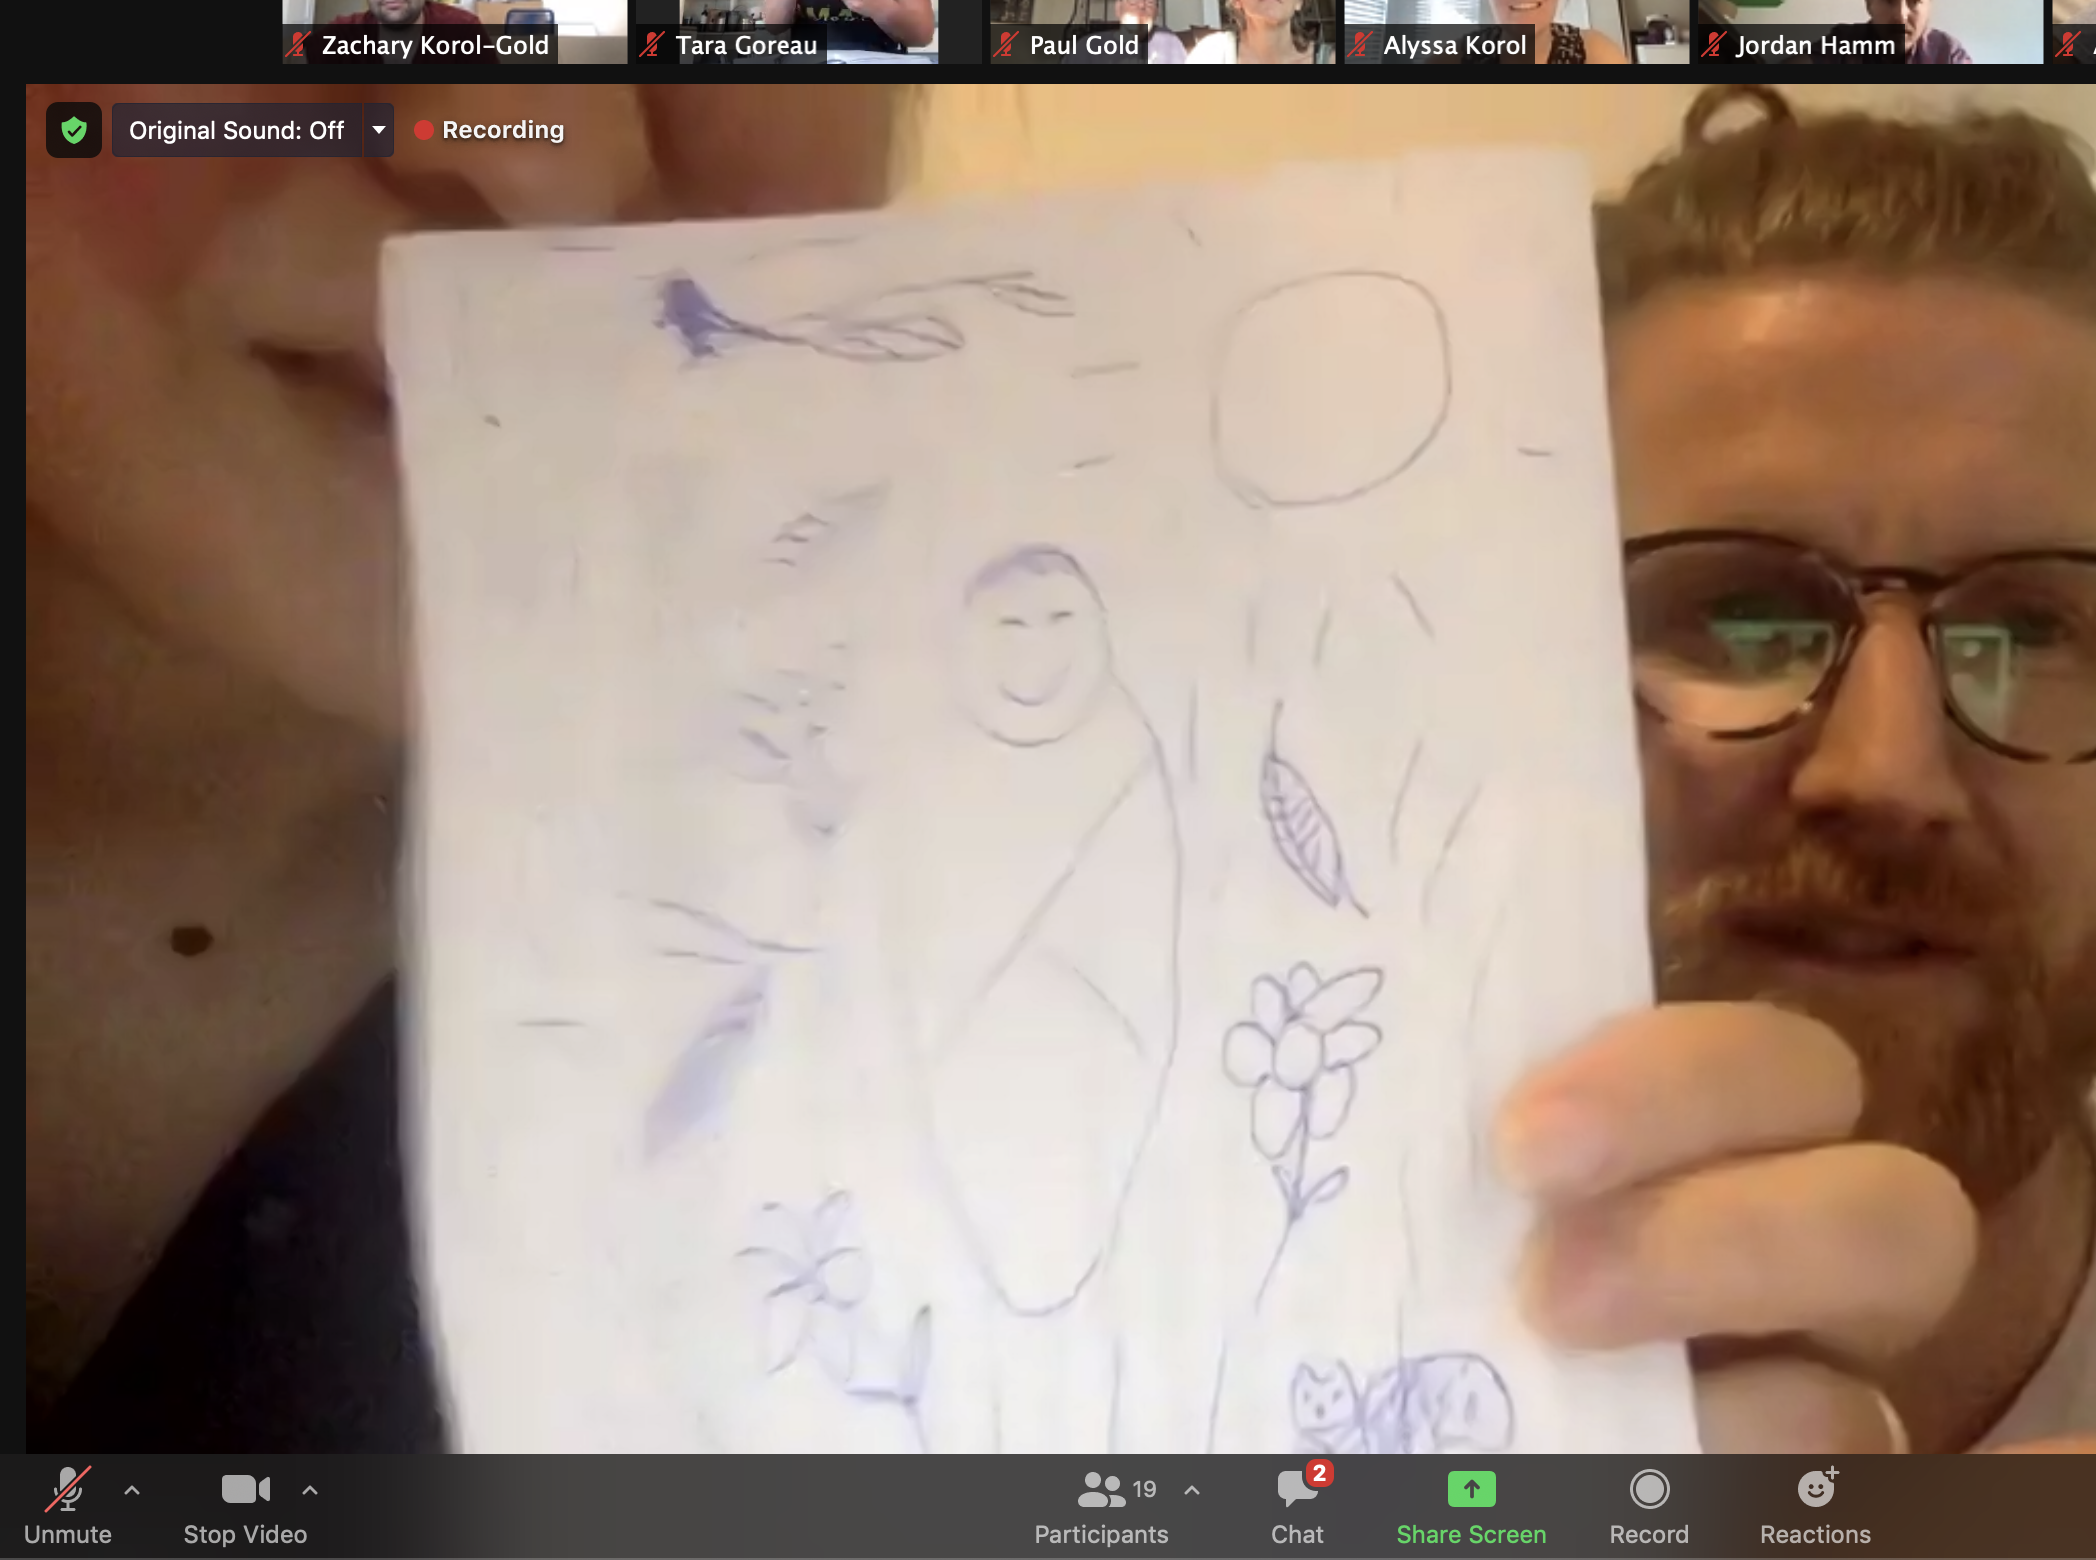 Zachary Korol-Gold
Tara Goreau
Paul Gold
Alyssa Korol
Jordan Hamm
Original Sound: Off
Recording
Unmute
Stop Video
19
Participants
2
Chat
Share Screen
Record
Reactions